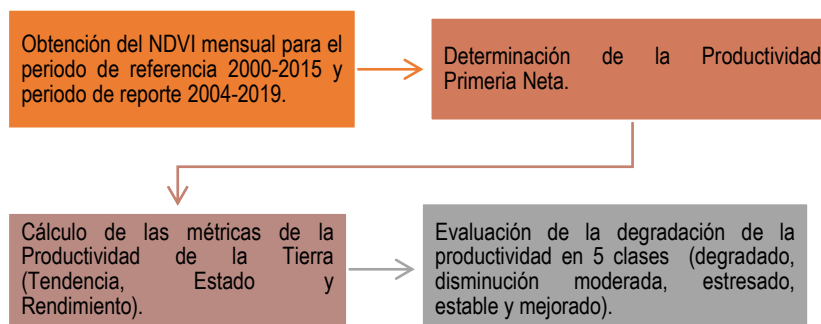 Obtención del NDVI mensual para el
periodo de referencia 2000-2015 y
periodo de reporte 2004-2019.
Determinación de la Productividad
Primeria Neta.
Cálculo de las métricas de la
Productividad de la Tierra
(Tendencia, Estado y
Rendimiento).
Evaluación de la degradación de la
productividad en 5 clases (degradado,
disminución moderada, estresado,
estable y mejorado).